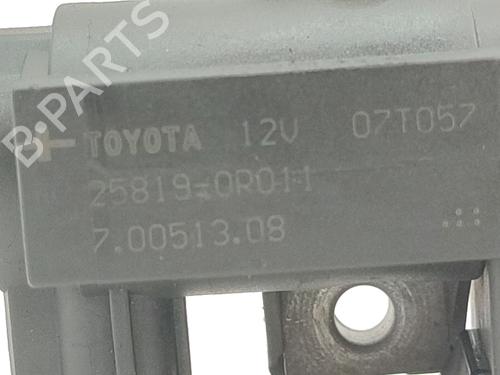 B-PARTS
TOYOTA 12V 07T057
25819-0R011
7.00513.08